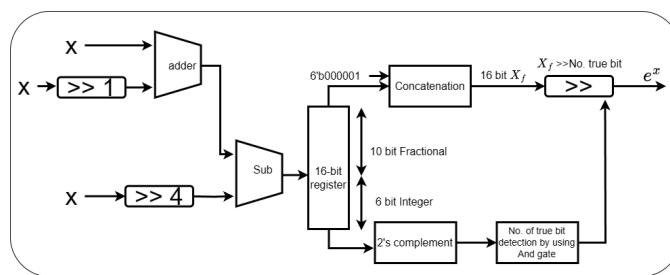 X
adder
X
>> 1
Sub
X
>> 4
6'b000001
16-bit
register
10 bit Fractional
6 bit Integer
Concatenation
16 bit X_f
X_f >>No. true bit
>>
e^x
2's complement
No. of true bit
detection by using
And gate